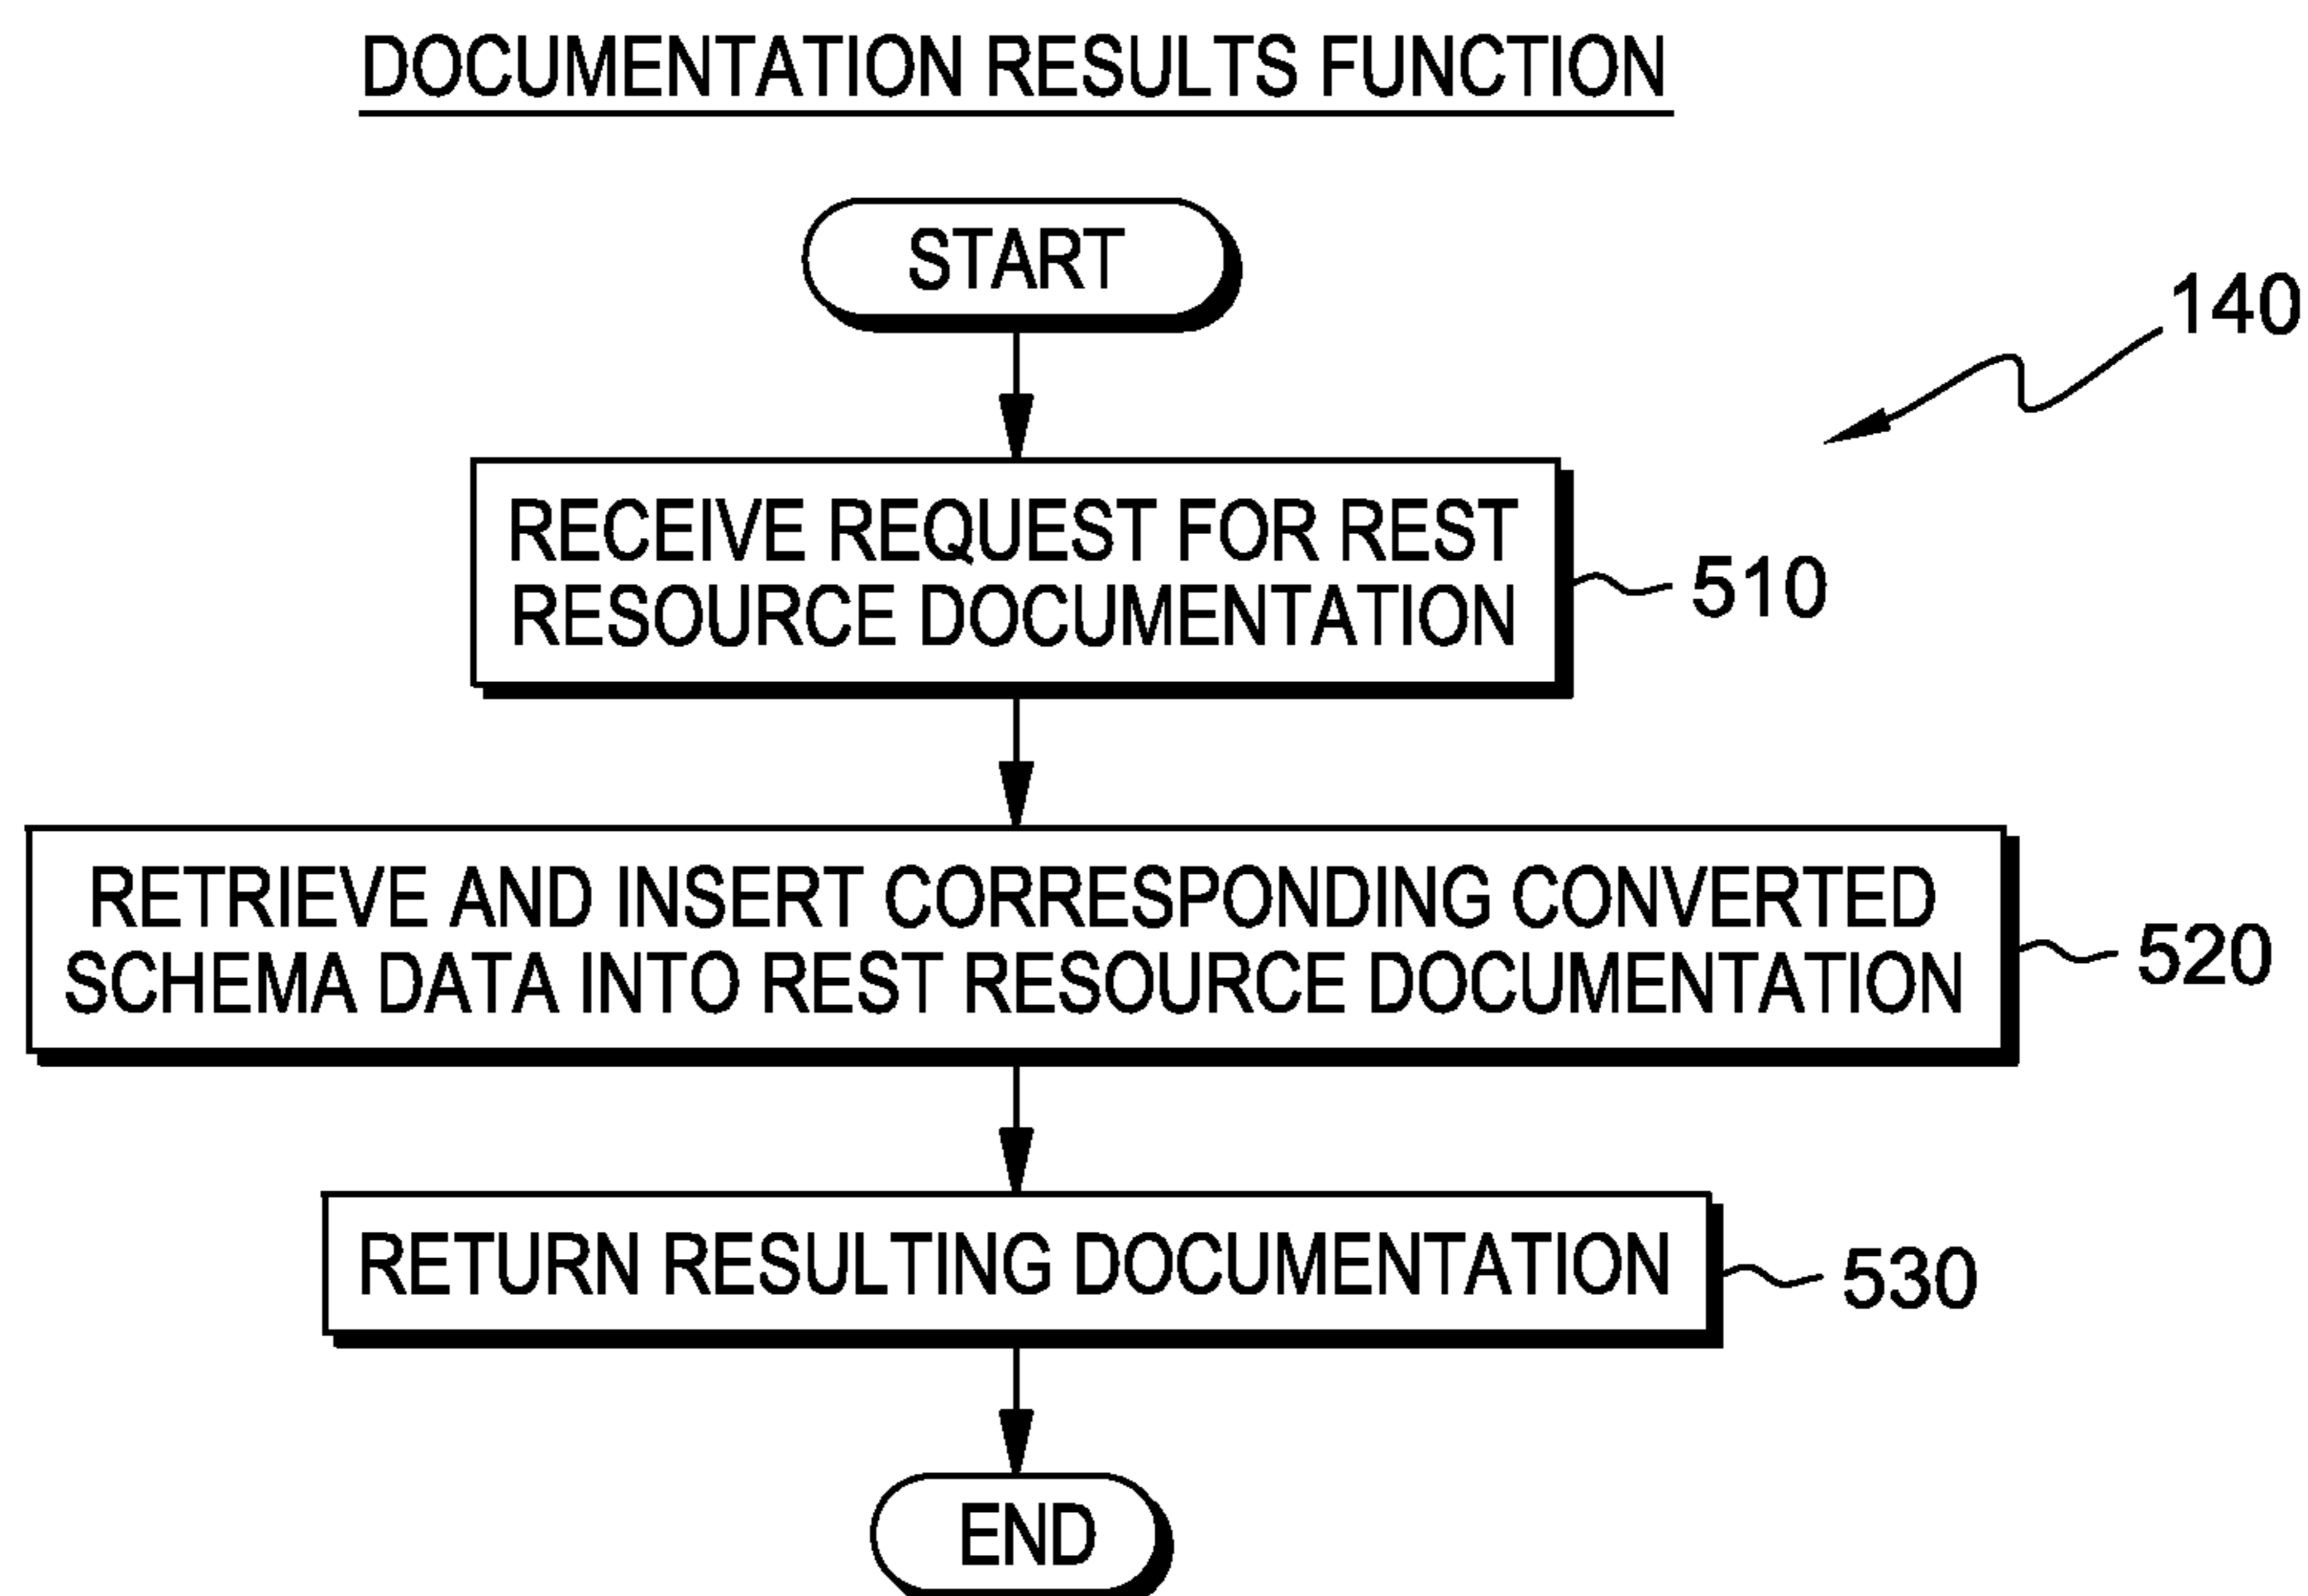 DOCUMENTATION RESULTS FUNCTION
START
140
RECEIVE REQUEST FOR REST
RESOURCE DOCUMENTATION
510
RETRIEVE AND INSERT CORRESPONDING CONVERTED
SCHEMA DATA INTO REST RESOURCE DOCUMENTATION
520
RETURN RESULTING DOCUMENTATION
530
END